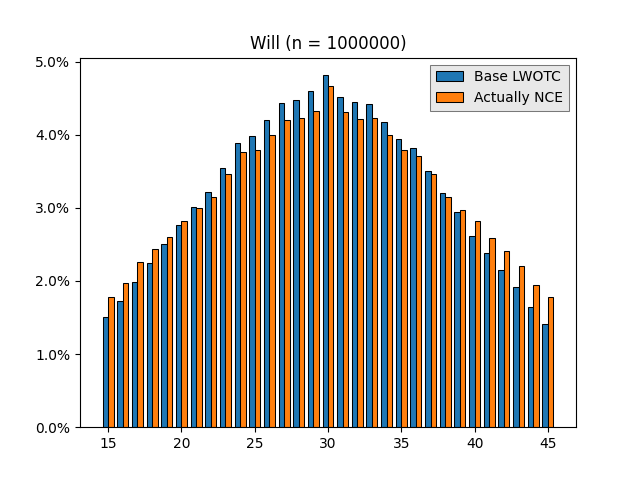 Will (n = 1000000)
Base LWOTC
Actually NCE
5.0%
4.0%
3.0%
2.0%
1.0%
0.0%
15 20 25 30 35 40 45